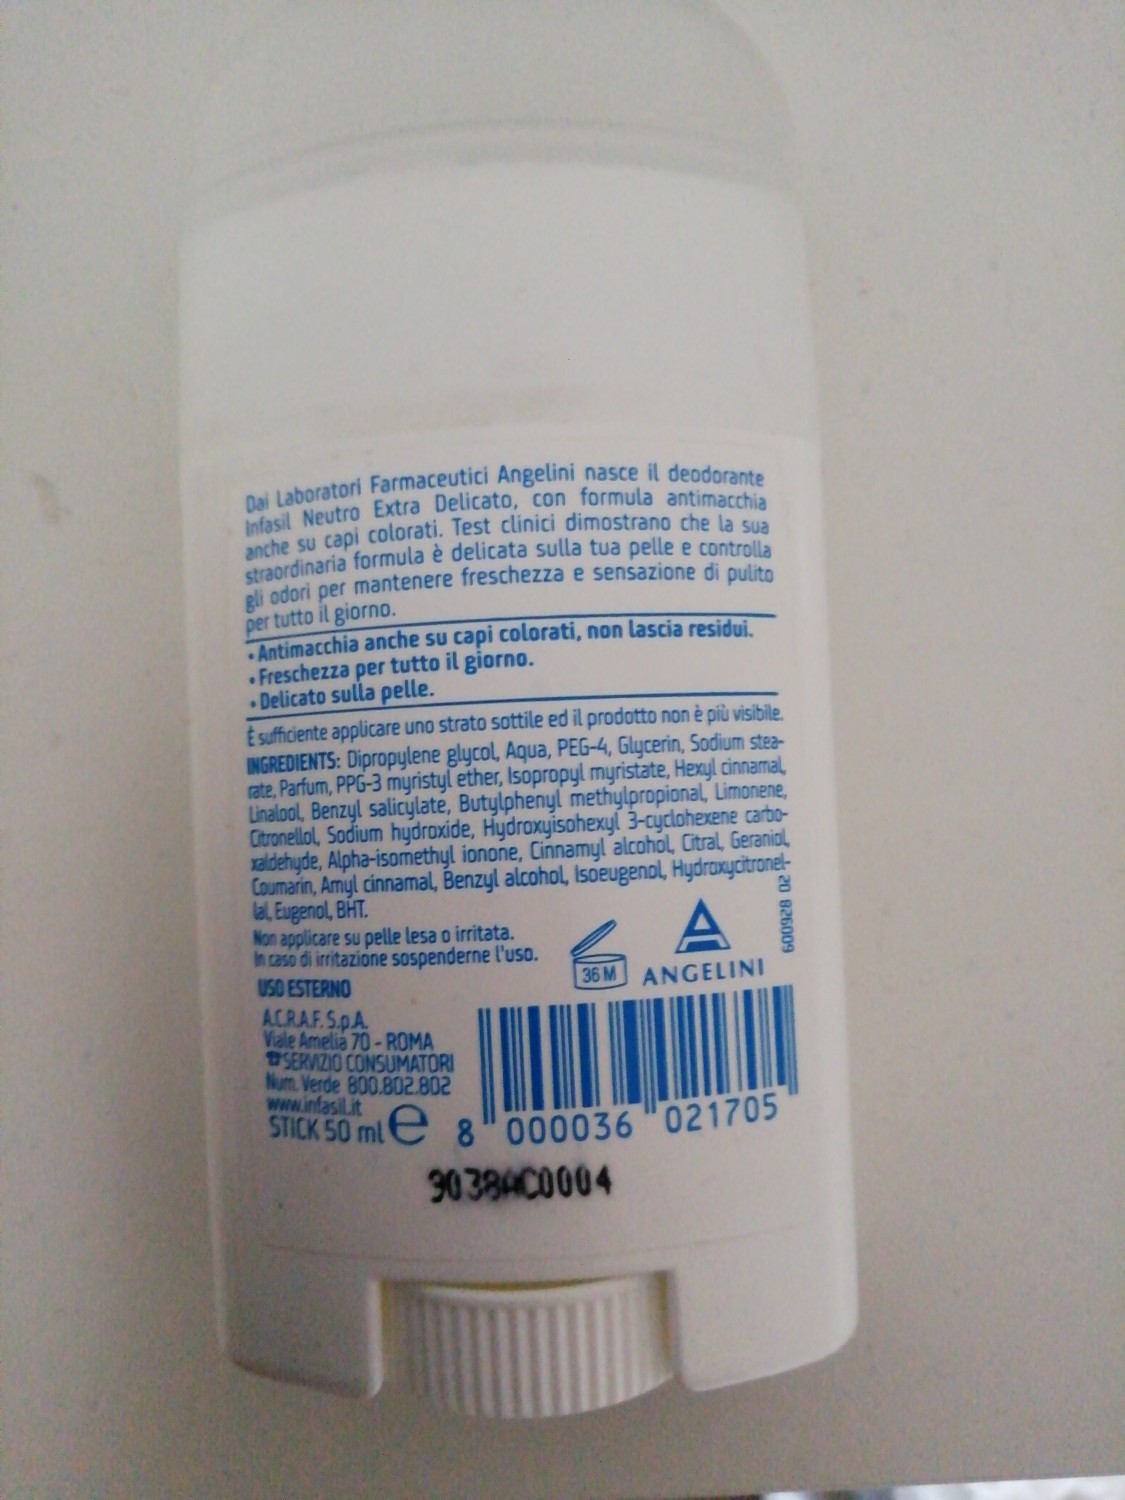 Dai Laboratori Farmaceutici Angelini nasce il deodorante
Infasil Neutro Extra Delicato, con formula antimacchia
anche su capi colorati. Test clinici dimostrano che la sua
straordinaria formula è delicata sulla tua pelle e controlla
gli odori per mantenere freschezza e sensazione di pulito
per tutto il giorno.
• Antimacchia anche su capi colorati, non lascia residui.
• Freschezza per tutto il giorno.
• Delicato sulla pelle.
È sufficiente applicare uno strato sottile ed il prodotto non è più visibile.
INGREDIENTS: Dipropylene glycol, Aqua, PEG-4, Glycerin, Sodium stea-
rate, Parfum, PPG-3 myristyl ether, Isopropyl myristate, Hexyl cinnamal,
Linalool, Benzyl salicylate, Butylphenyl methylpropional, Limonene,
Citronellol, Sodium hydroxide, Hydroxyisohexyl 3-cyclohexene carbo-
xaldehyde, Alpha-isomethyl ionone, Cinnamyl alcohol, Citral, Geraniol,
Coumarin, Amyl cinnamal, Benzyl alcohol, Isoeugenol, Hydroxycitronel-
lal, Eugenol, BHT.
Non applicare su pelle lesa o irritata.
In caso di irritazione sospenderne l'uso.
USO ESTERNO
36 M
ANGELINI
600928 02
A.C.R.A.F. S.p.A.
Viale Amelia 70 - ROMA
☎SERVIZIO CONSUMATORI
Num. Verde 800.802.802
www.infasil.it
STICK 50 ml e
8 000036 021705
9038AC0004